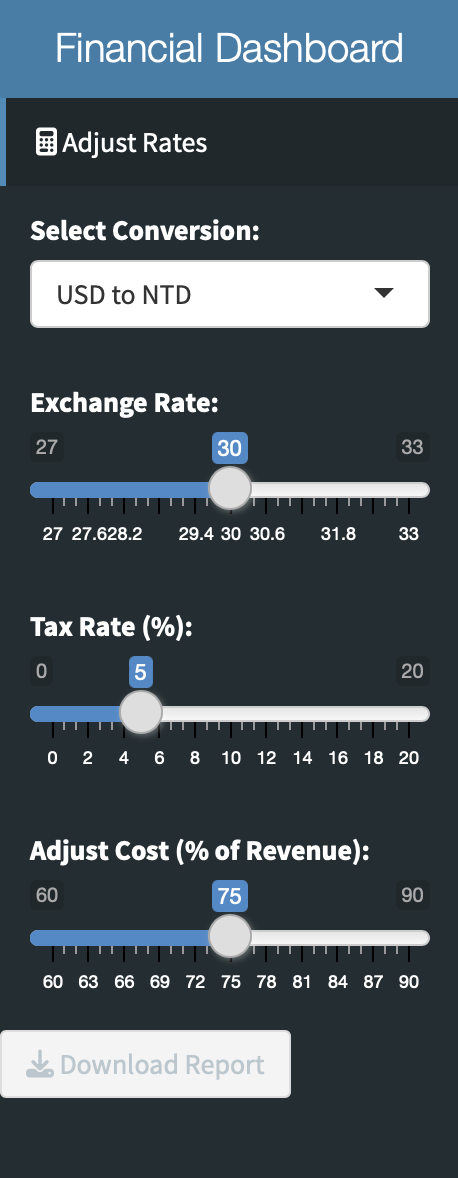 Financial Dashboard
Adjust Rates
Select Conversion:
USD to NTD
Exchange Rate:
27 30 33
27 27.628.2 29.4 30 30.6 31.8 33
Tax Rate (%):
0 5 20
0 2 4 6 8 10 12 14 16 18 20
Adjust Cost (% of Revenue):
60 75 90
60 63 66 69 72 75 78 81 84 87 90
Download Report